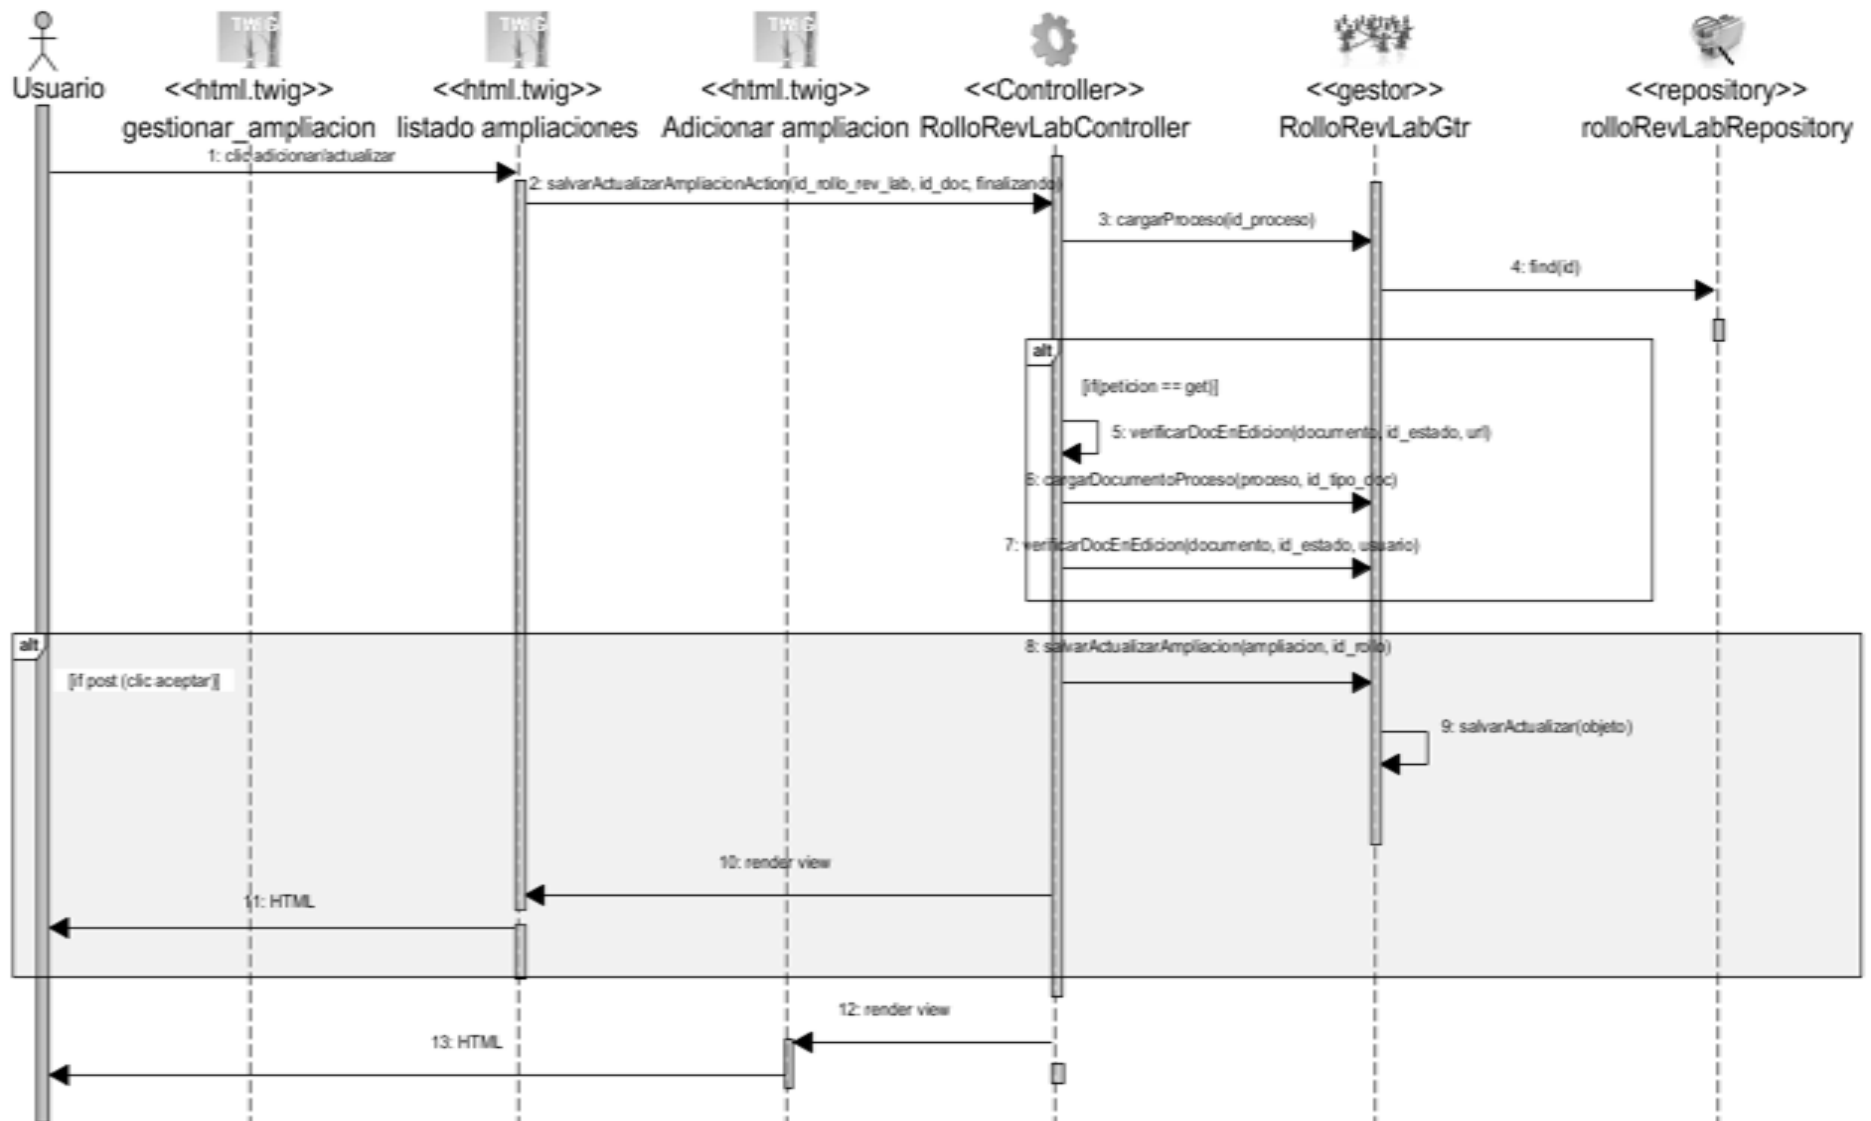 TWIG TWIG TWIG
Usuario <<html.twig>> <<html.twig>> <<html.twig>> <<Controller>> <<gestor>> <<repository>>
gestionar_ampliacion listado ampliaciones Adicionar ampliacion RolloRevLabController RolloRevLabGtr rolloRevLabRepository
1: clic adicionar/actualizar
2: salvarActualizarAmpliacionAction(id_rollo_rev_lab, id_doc, finalizando)
3: cargarProceso(id_proceso)
4: find(id)
alt
[if(peticion == get)]
5: verificarDocEnEdicion(documento, id_estado, url)
6: cargarDocumentoProceso(proceso, id_tipo_doc)
7: verificarDocEnEdicion(documento, id_estado, usuario)
alt
8: salvarActualizarAmpliacion(ampliacion, id_rollo)
[if post (clic aceptar)]
9: salvarActualizar(objeto)
10: render view
11: HTML
12: render view
13: HTML